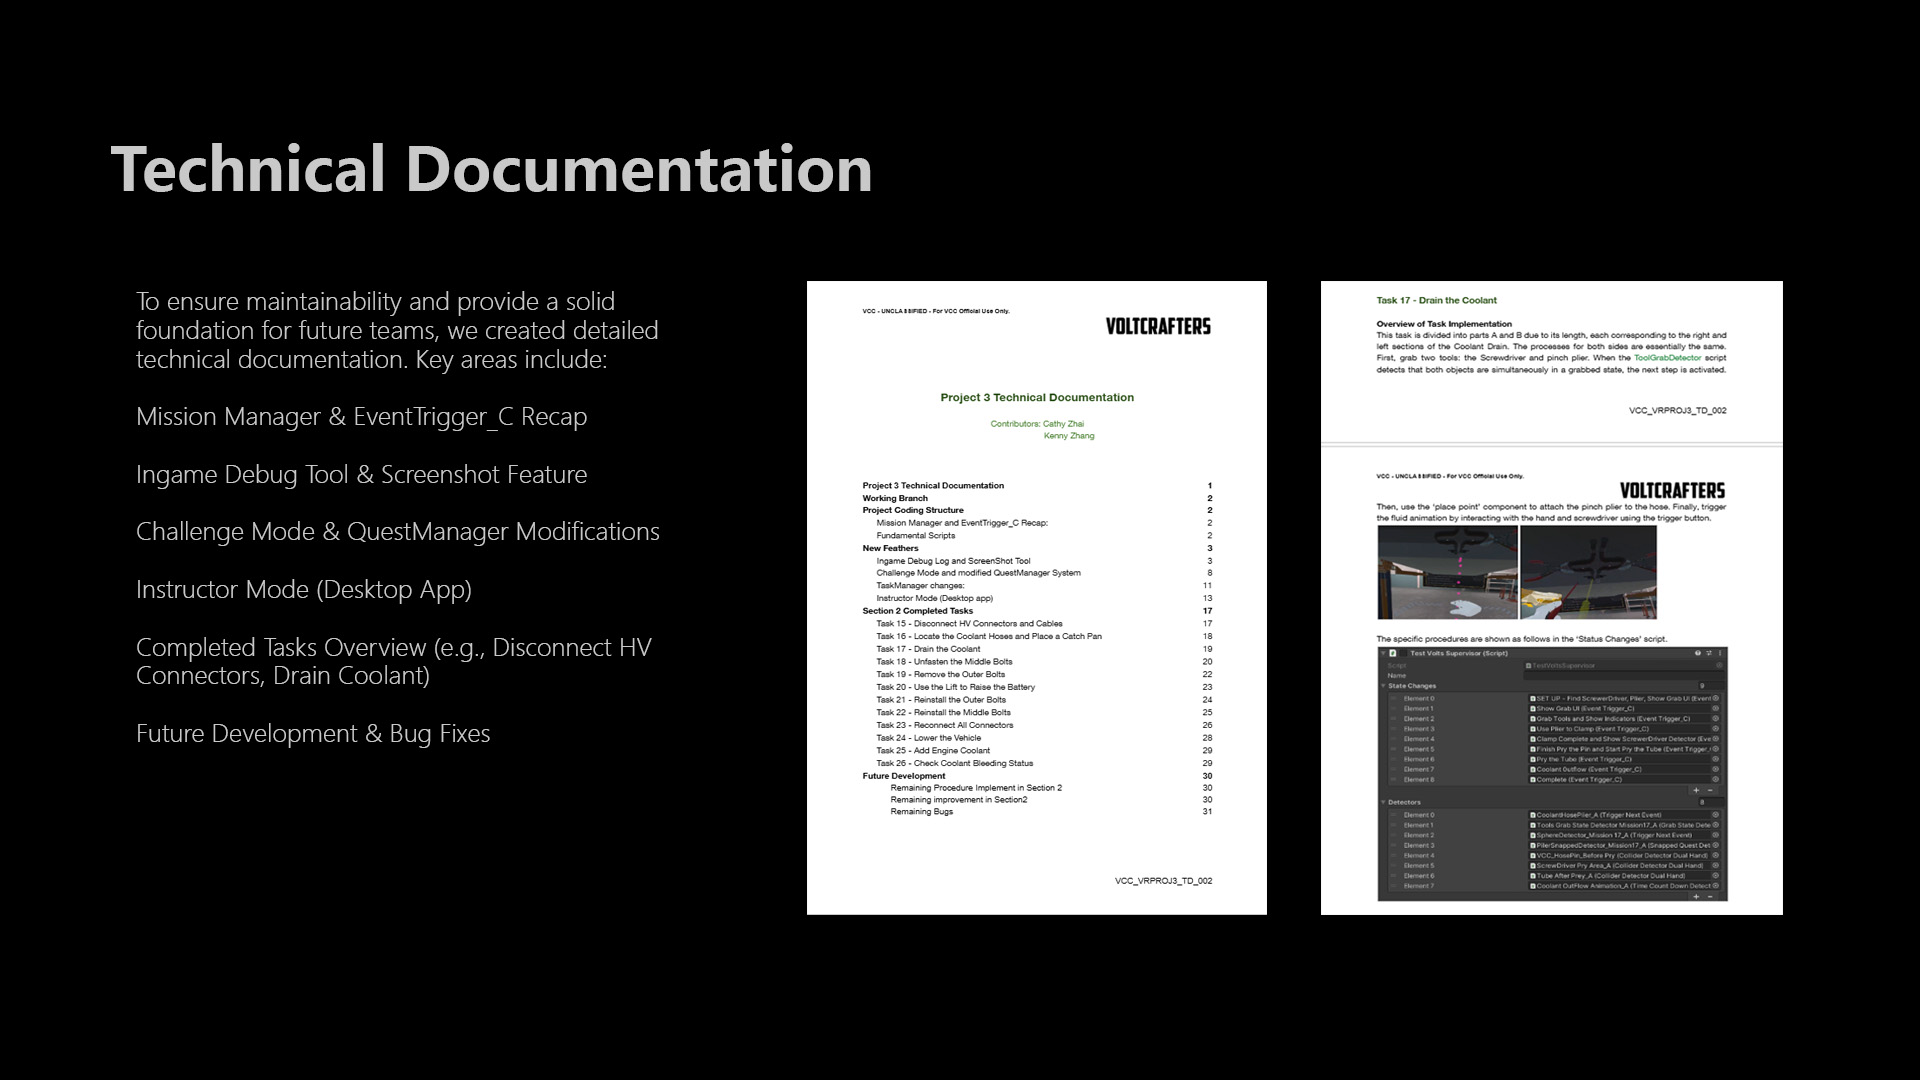 Technical Documentation
To ensure maintainability and provide a solid
foundation for future teams, we created detailed
technical documentation. Key areas include:
Mission Manager & EventTrigger_C Recap
Ingame Debug Tool & Screenshot Feature
Challenge Mode & QuestManager Modifications
Instructor Mode (Desktop App)
Completed Tasks Overview (e.g., Disconnect HV
Connectors, Drain Coolant)
Future Development & Bug Fixes
VCC - UNCLASSIFIED - For VCC Official Use Only.
VOLTCRAFTERS
Project 3 Technical Documentation
Contributors: Cathy Zhai
Kenny Zhang
Project 3 Technical Documentation 1
Working Branch 2
Project Coding Structure 2
Mission Manager and EventTrigger_C Recap: 2
Fundamental Scripts 2
New Feathers 3
Ingame Debug Log and ScreenShot Tool 3
Challenge Mode and modified QuestManager System 8
TaskManager changes: 11
Instructor Mode (Desktop app) 13
Section 2 Completed Tasks 17
Task 15 - Disconnect HV Connectors and Cables 17
Task 16 - Locate the Coolant Hoses and Place a Catch Pan 18
Task 17 - Drain the Coolant 19
Task 18 - Unfasten the Middle Bolts 20
Task 19 - Remove the Outer Bolts 22
Task 20 - Use the Lift to Raise the Battery 23
Task 21 - Reinstall the Outer Bolts 24
Task 22 - Reinstall the Middle Bolts 25
Task 23 - Reconnect All Connectors 26
Task 24 - Lower the Vehicle 28
Task 25 - Add Engine Coolant 29
Task 26 - Check Coolant Bleeding Status 29
Future Development 30
Remaining Procedure Implement in Section 2 30
Remaining improvement in Section2 30
Remaining Bugs 31
VCC_VRPROJ3_TD_002
Task 17 - Drain the Coolant
Overview of Task Implementation
This task is divided into parts A and B due to its length, each corresponding to the right and
left sections of the Coolant Drain. The processes for both sides are essentially the same.
First, grab two tools: the Screwdriver and pinch plier. When the ToolGrabDetector script
detects that both objects are simultaneously in a grabbed state, the next step is activated.
VCC_VRPROJ3_TD_002
VCC - UNCLASSIFIED - For VCC Official Use Only.
VOLTCRAFTERS
Then, use the 'place point' component to attach the pinch plier to the hose. Finally, trigger
the fluid animation by interacting with the hand and screwdriver using the trigger button.
The specific procedures are shown as follows in the 'Status Changes' script.
Test Volts Supervisor (Script)
Script TestVoltsSupervisor
Name
State Changes 9
Element 0 SET UP - Find ScrewerDriver, Plier, Show Grab UI (Event
Element 1 Show Grab UI (Event Trigger_C)
Element 2 Grab Tools and Show Indicators (Event Trigger_C)
Element 3 Use Plier to Clamp (Event Trigger_C)
Element 4 Clamp Complete and Show ScrewerDriver Detector (Eve
Element 5 Finish Pry the Pin and Start Pry the Tube (Event Trigger_
Element 6 Pry the Tube (Event Trigger_C)
Element 7 Coolant Outflow (Event Trigger_C)
Element 8 Complete (Event Trigger_C)
Detectors 8
Element 0 CoolantHosePlier_A (Trigger Next Event)
Element 1 Tools Grab State Detector Mission17_A (Grab State Dete
Element 2 SphereDetector_Mission 17_A (Trigger Next Event)
Element 3 PlierSnappedDetector_Mission17_A (Snapped Quest Det
Element 4 VCC_HosePin_Before Pry (Collider Detector Dual Hand)
Element 5 ScrewDriver Pry Area_A (Collider Detector Dual Hand)
Element 6 Tube After Prey_A (Collider Detector Dual Hand)
Element 7 Coolant OutFlow Animation_A (Time Count Down Detect